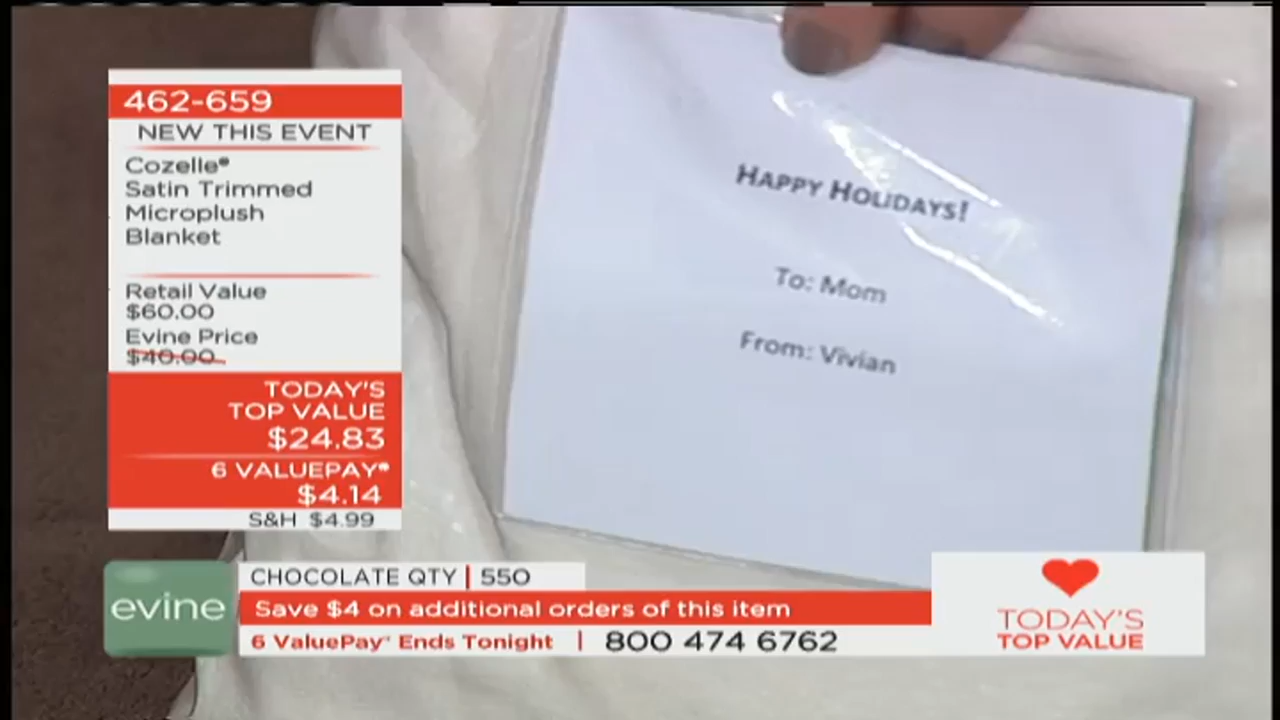 462-659
NEW THIS EVENT
Cozelle®
Satin Trimmed
Microplush
Blanket
Retail Value
$60.00
Evine Price
$40.00
TODAY'S
TOP VALUE
$24.83
6 VALUEPAY®
$4.14
S&H $4.99
HAPPY HOLIDAYS!
To: Mom
From: Vivian
evine
CHOCOLATE QTY | 550
Save $4 on additional orders of this item
6 ValuePay® Ends Tonight | 800 474 6762
TODAY'S
TOP VALUE